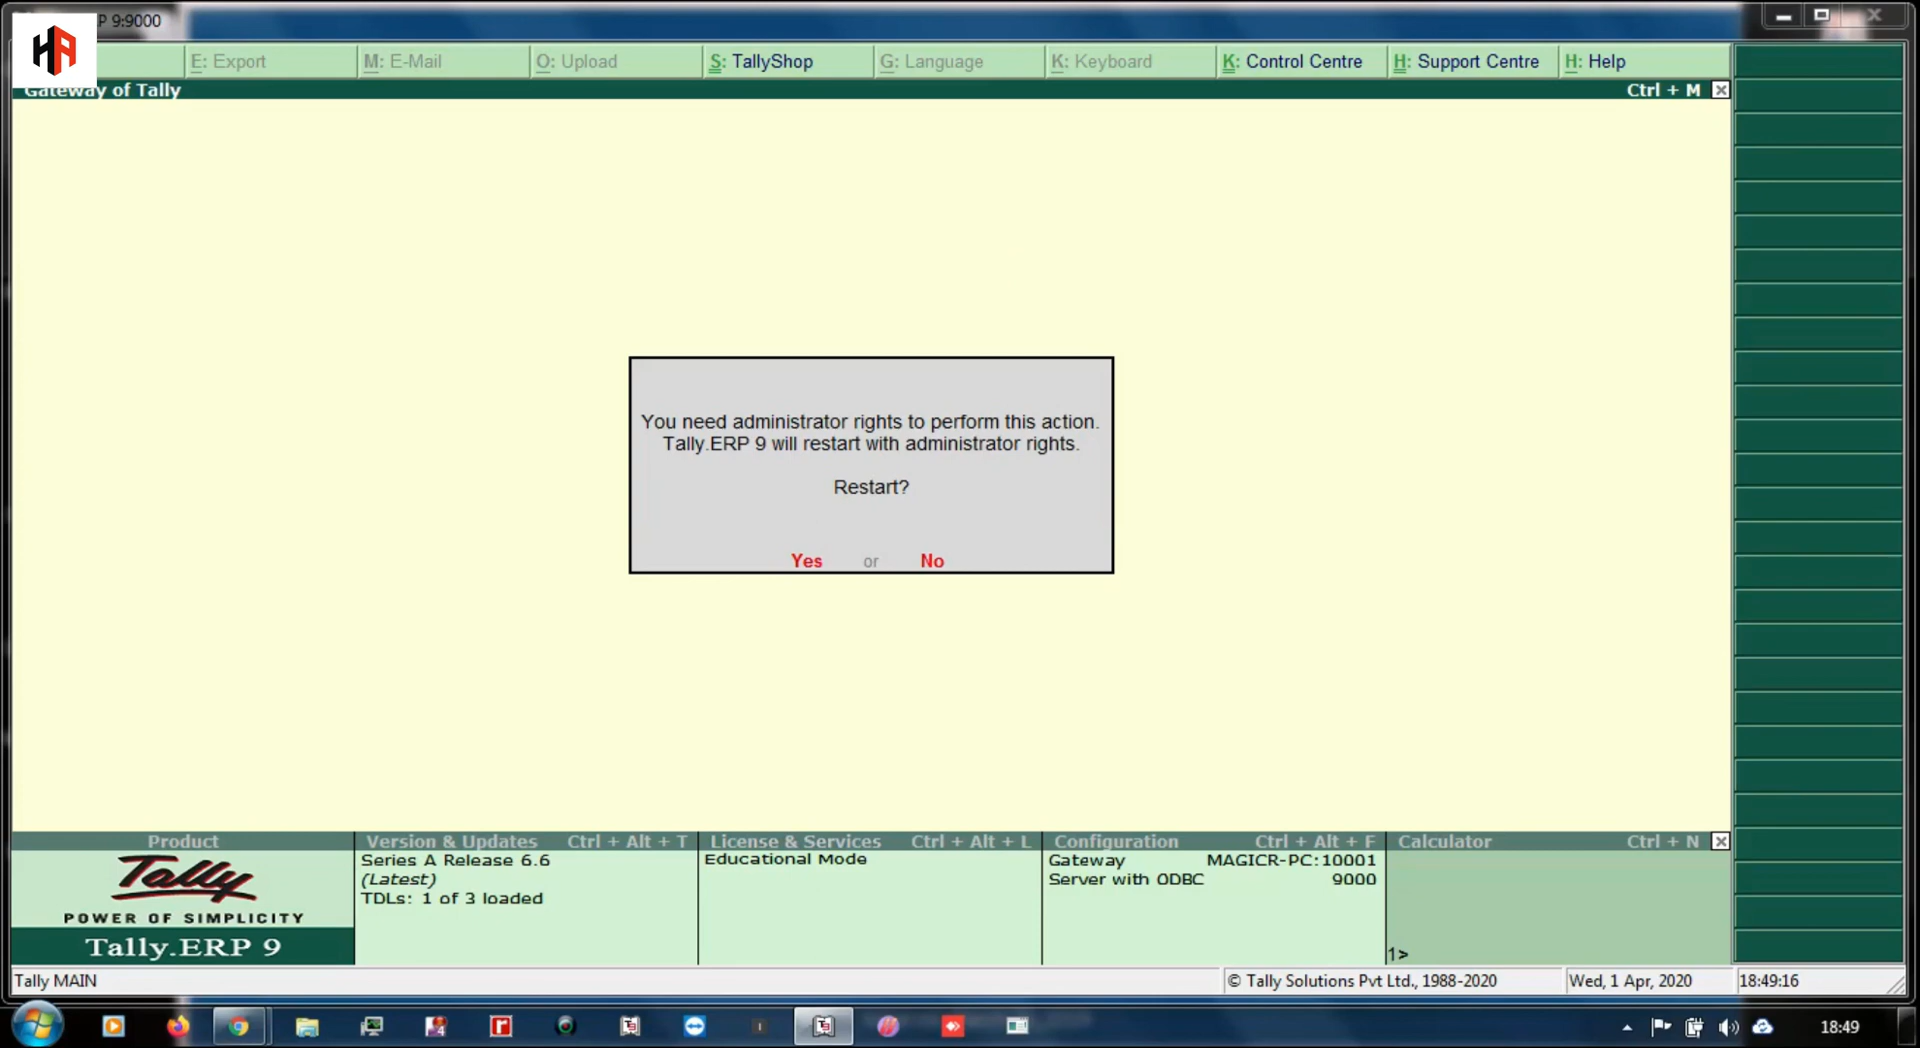 P 9:9000
HA
E: Export
M: E-Mail
O: Upload
S: TallyShop
G: Language
K: Keyboard
K: Control Centre
H: Support Centre
H: Help
Gateway of Tally
Ctrl + M
You need administrator rights to perform this action.
Tally.ERP 9 will restart with administrator rights.
Restart?
Yes or No
Product
Tally
POWER OF SIMPLICITY
Tally.ERP 9
Version & Updates Ctrl + Alt + T
Series A Release 6.6
(Latest)
TDLs: 1 of 3 loaded
License & Services Ctrl + Alt + L
Educational Mode
Configuration Ctrl + Alt + F
Gateway MAGICR-PC:10001
Server with ODBC 9000
Calculator Ctrl + N
1>
Tally MAIN
© Tally Solutions Pvt Ltd., 1988-2020
Wed, 1 Apr, 2020
18:49:16
18:49